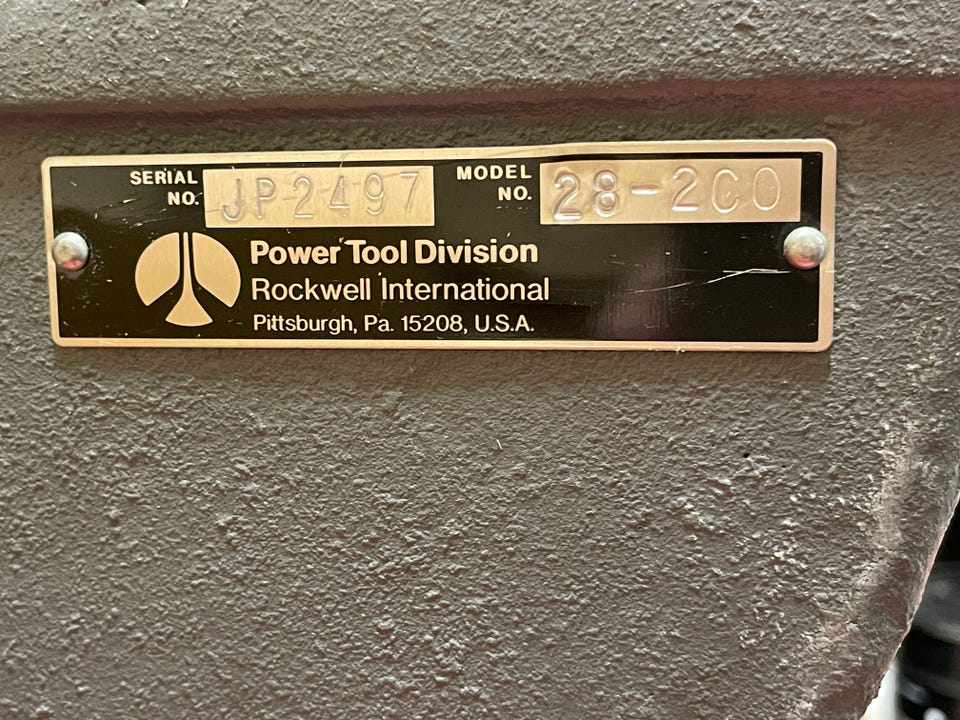 SERIAL NO. JP2497 MODEL NO. 28-2C0
Power Tool Division
Rockwell International
Pittsburgh, Pa. 15208, U.S.A.